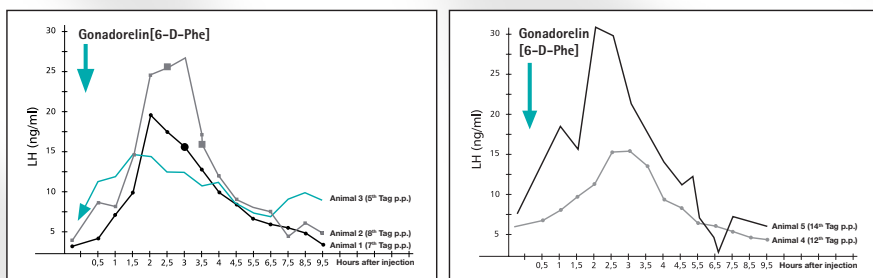 Gonadorelin[6-D-Phe]
LH (ng/ml)
30
25
20
15
10
5
Animal 3 (5th Tag p.p.)
Animal 2 (8th Tag p.p.)
Animal 1 (7th Tag p.p.)
0,5 1 1,5 2 2,5 3 3,5 4 4,5 5,5 6,5 7,5 8,5 9,5 Hours after injection
Gonadorelin
[6-D-Phe]
LH (ng/ml)
30
25
20
15
10
5
Animal 5 (14th Tag p.p.)
Animal 4 (12th Tag p.p.)
0,5 1 1,5 2 2,5 3 3,5 4 4,5 5,5 6,5 7,5 8,5 9,5 Hours after injection